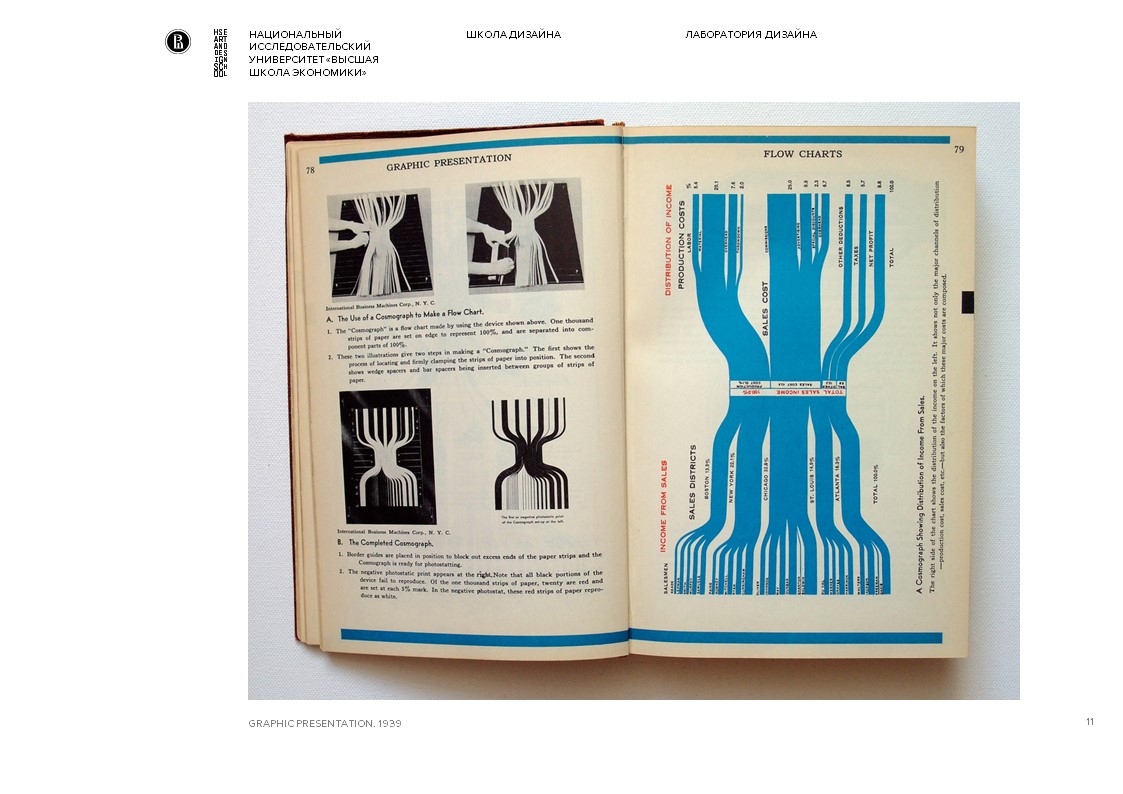 HSE
ART
AND
DES
IGN
SCH
OOL
НАЦИОНАЛЬНЫЙ
ИССЛЕДОВАТЕЛЬСКИЙ
УНИВЕРСИТЕТ «ВЫСШАЯ
ШКОЛА ЭКОНОМИКИ»
ШКОЛА ДИЗАЙНА
ЛАБОРАТОРИЯ ДИЗАЙНА
78
GRAPHIC PRESENTATION
International Business Machines Corp., N. Y. C.
A. The Use of a Cosmograph to Make a Flow Chart.
1. The "Cosmograph" is a flow chart made by using the device shown above. One thousand
strips of paper are set on edge to represent 100%, and are separated into com-
ponent parts of 100%.
2. These two illustrations give two steps in making a "Cosmograph." The first shows the
process of locating and firmly clamping the strips of paper into position. The second
shows wedge spacers and bar spacers being inserted between groups of strips of
paper.
of the Cosmograph set-up at the left.
International Business Machines Corp., N. Y. C.
B. The Completed Cosmograph.
1. Border guides are placed in position to block out excess ends of the paper strips and the
Cosmograph is ready for photostatting.
2. The negative photostatic print appears at the right. Note that all black portions of the
device fail to reproduce. Of the one thousand strips of paper, twenty are red and
are set at each 5% mark. In the negative photostat, these red strips of paper repro-
duce as white.
FLOW CHARTS
79
DISTRIBUTION OF INCOME
PRODUCTION COSTS
LABOR
%
5.4
20.1
7.6
2.0
25.0
5.9
2.3
6.7
8.5
5.7
9.8
100.0
SALES COST
OTHER DEDUCTIONS
TAXES
NET PROFIT
TOTAL
TOTAL SALES INCOME
100.0%
INCOME FROM SALES
SALES DISTRICTS
BOSTON 13.9%
NEW YORK 22.1%
CHICAGO 32.8%
ST. LOUIS 14.9%
ATLANTA 16.3%
TOTAL 100.0%
SALESMEN
A Cosmograph Showing Distribution of Income From Sales.
The right side of the chart shows the distribution of the income on the left. It shows not only the major channels of distribution
—production cost, sales cost, etc.—but also the factors of which these major costs are composed.
GRAPHIC PRESENTATION. 1939
11